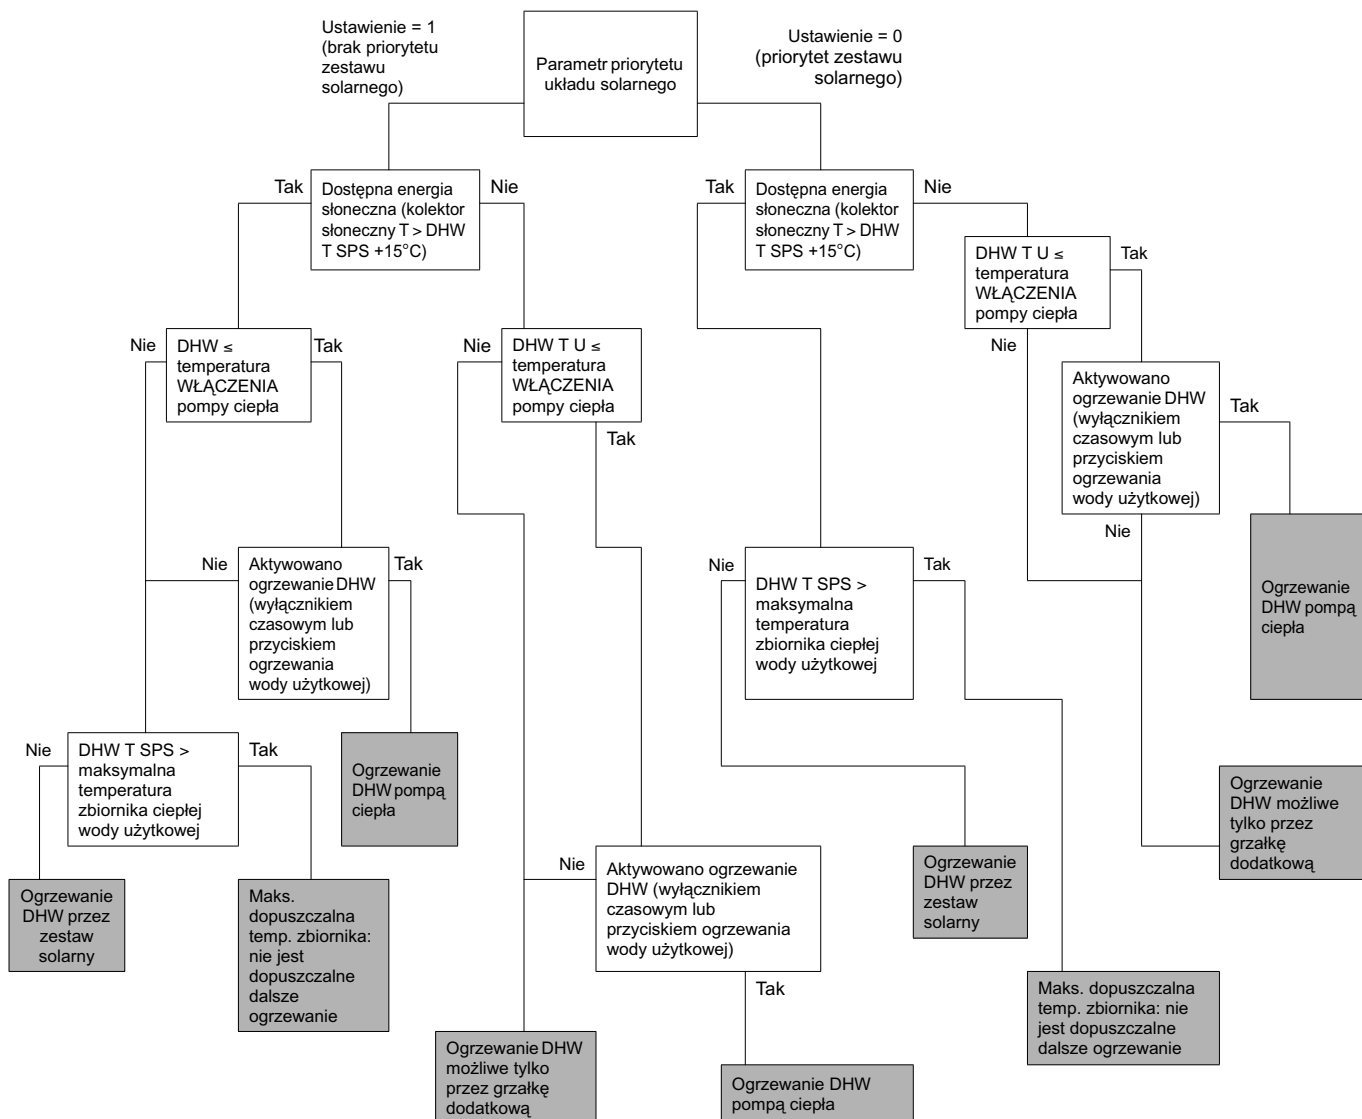 Ustawienie = 1
(brak priorytetu
zestawu
solarnego)
Parametr priorytetu
układu solarnego
Ustawienie = 0
(priorytet zestawu
solarnego)
Tak
Dostępna energia
słoneczna (kolektor
słoneczny T > DHW
T SPS +15°C)
Nie
Tak
Dostępna energia
słoneczna (kolektor
słoneczny T > DHW
T SPS +15°C)
Nie
DHW T U ≤
temperatura
WŁĄCZENIA
pompy ciepła
Tak
Nie
Nie
DHW ≤
temperatura
WŁĄCZENIA
pompy ciepła
Tak
Nie
DHW T U ≤
temperatura
WŁĄCZENIA
pompy ciepła
Tak
Aktywowano
ogrzewanie DHW
(wyłącznikiem
czasowym lub
przyciskiem
ogrzewania
wody użytkowej)
Tak
Nie
Nie
Aktywowano
ogrzewanie DHW
(wyłącznikiem
czasowym lub
przyciskiem
ogrzewania
wody użytkowej)
Tak
Nie
DHW T SPS >
maksymalna
temperatura
zbiornika ciepłej
wody użytkowej
Tak
Ogrzewanie
DHW pompą
ciepła
Nie
DHW T SPS >
maksymalna
temperatura
zbiornika ciepłej
wody użytkowej
Tak
Ogrzewanie
DHW pompą
ciepła
Ogrzewanie
DHW możliwe
tylko przez
grzałkę
dodatkową
Nie
Aktywowano ogrzewanie
DHW (wyłącznikiem
czasowym lub
przyciskiem ogrzewania
wody użytkowej)
Tak
Ogrzewanie
DHW przez
zestaw
solarny
Ogrzewanie
DHW przez
zestaw
solarny
Maks.
dopuszczalna
temp. zbiornika:
nie jest
dopuszczalne
dalsze
ogrzewanie
Maks. dopuszczalna
temp. zbiornika: nie
jest dopuszczalne
dalsze ogrzewanie
Ogrzewanie DHW
możliwe tylko
przez grzałkę
dodatkową
Ogrzewanie DHW
pompą ciepła